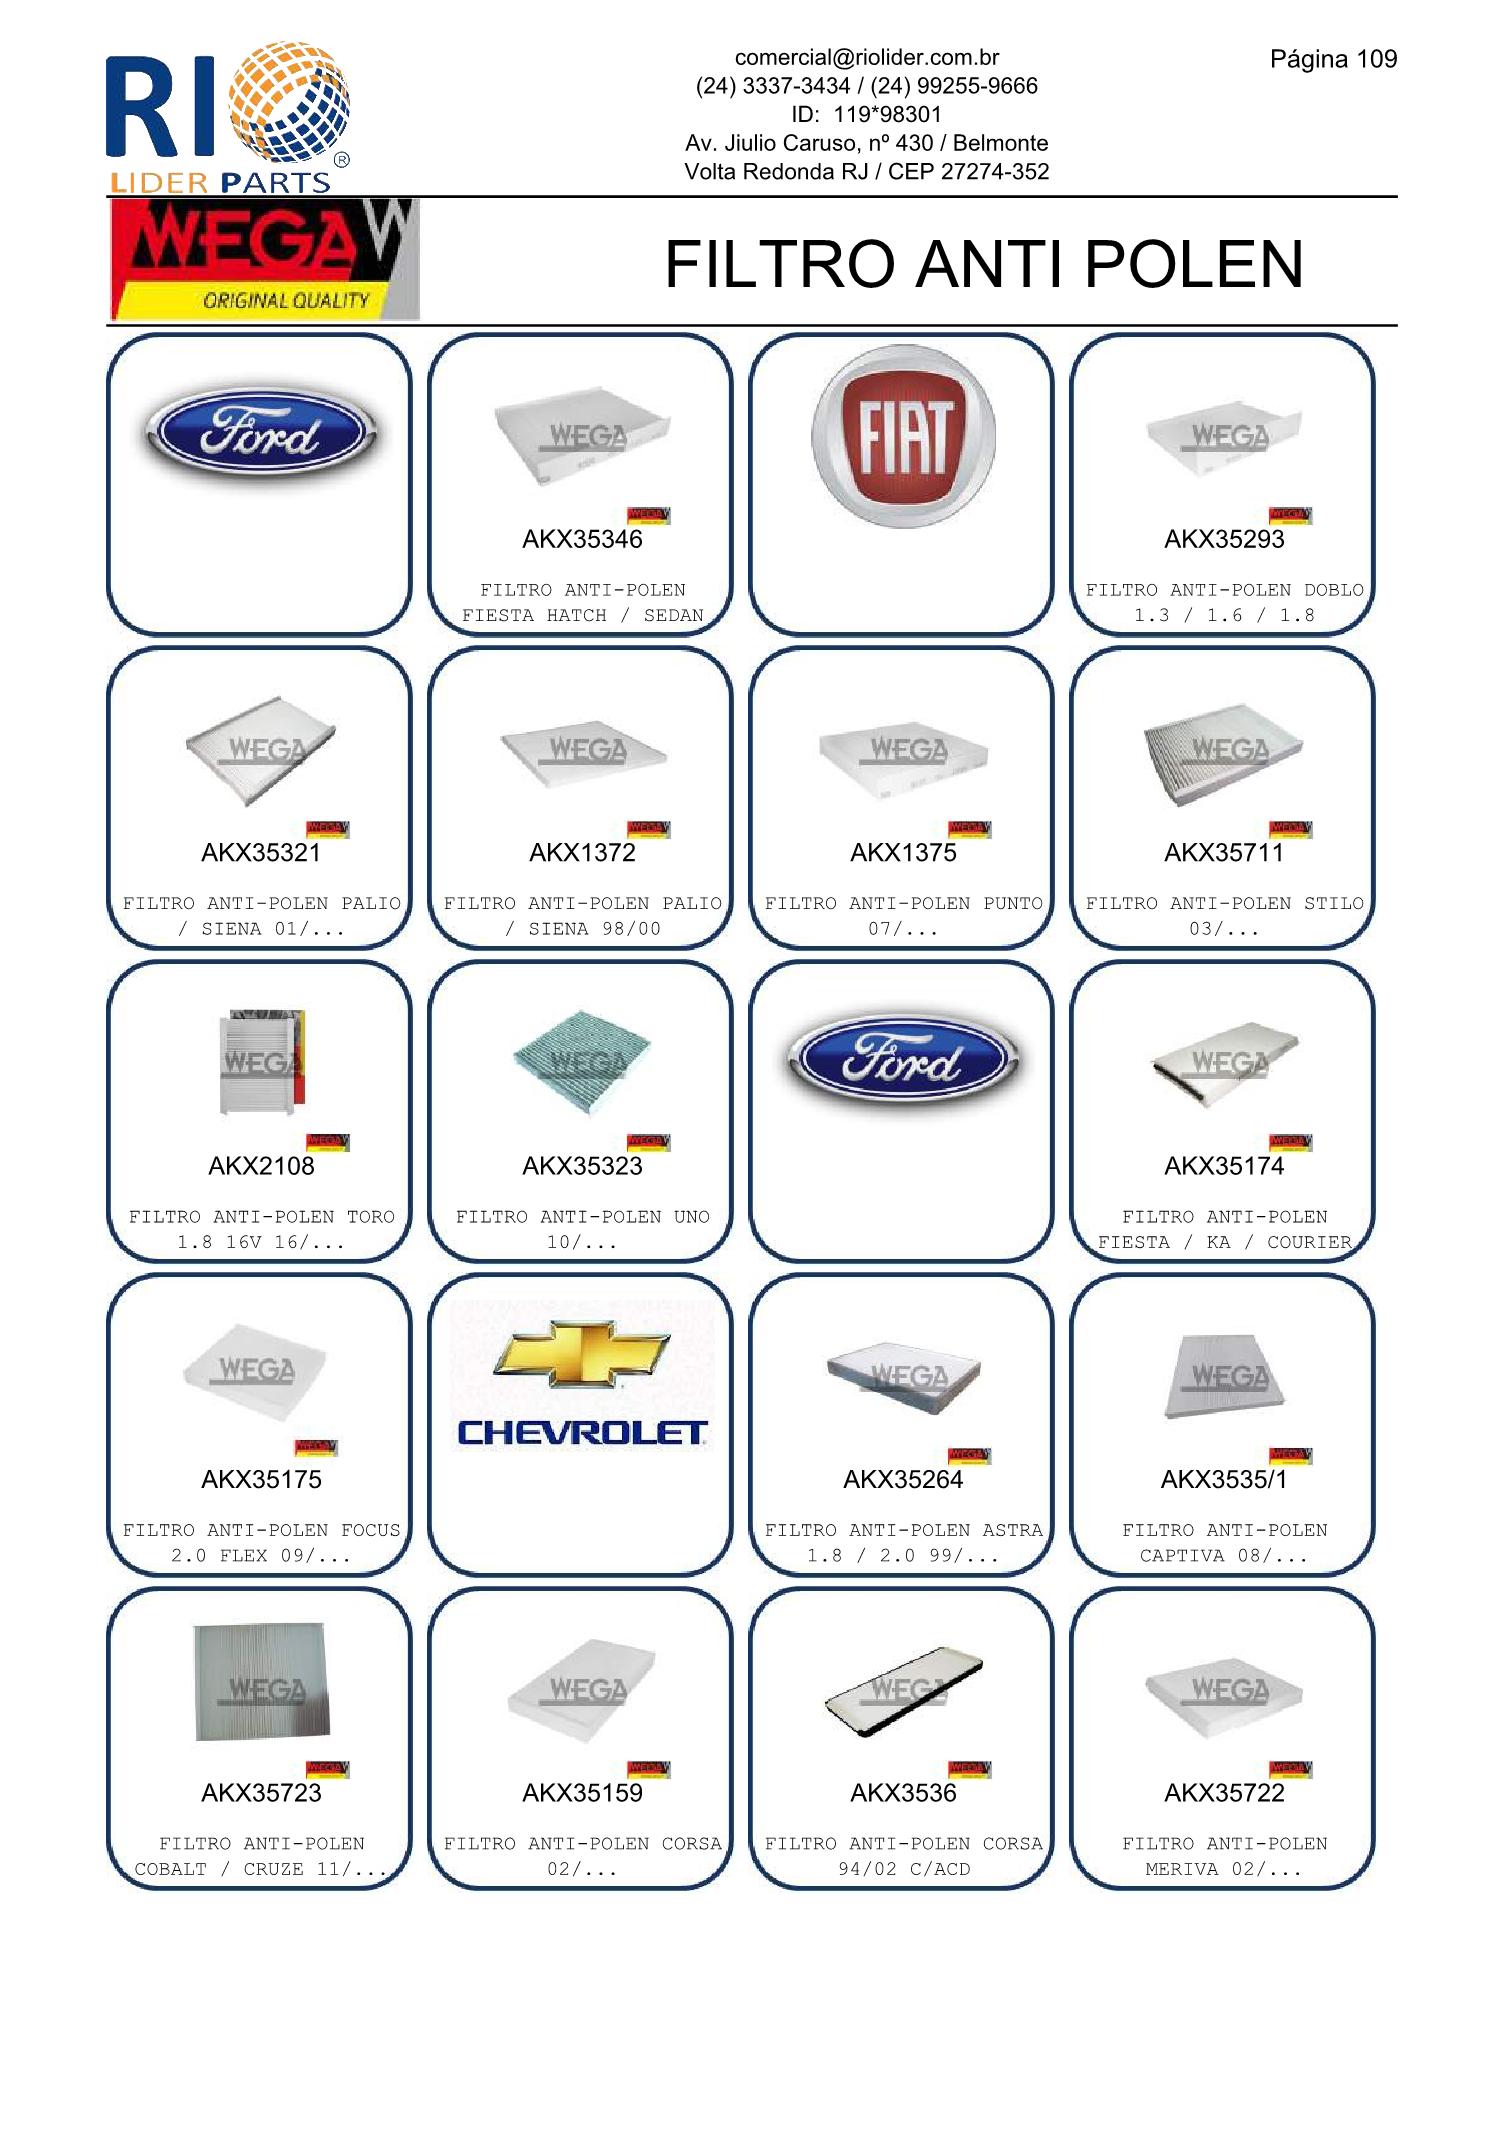 RIO
LIDER PARTS
®
comercial@riolider.com.br
(24) 3337-3434 / (24) 99255-9666
ID: 119*98301
Av. Jiulio Caruso, nº 430 / Belmonte
Volta Redonda RJ / CEP 27274-352
Página 109
WEGA W
ORIGINAL QUALITY
FILTRO ANTI POLEN
Ford
WEGA
AKX35346
FILTRO ANTI-POLEN
FIESTA HATCH / SEDAN
FIAT
WEGA
AKX35293
FILTRO ANTI-POLEN DOBLO
1.3 / 1.6 / 1.8
WEGA
AKX35321
FILTRO ANTI-POLEN PALIO
/ SIENA 01/...
WEGA
AKX1372
FILTRO ANTI-POLEN PALIO
/ SIENA 98/00
WEGA
AKX1375
FILTRO ANTI-POLEN PUNTO
07/...
WEGA
AKX35711
FILTRO ANTI-POLEN STILO
03/...
WEGA
AKX2108
FILTRO ANTI-POLEN TORO
1.8 16V 16/...
WEGA
AKX35323
FILTRO ANTI-POLEN UNO
10/...
Ford
WEGA
AKX35174
FILTRO ANTI-POLEN
FIESTA / KA / COURIER
WEGA
AKX35175
FILTRO ANTI-POLEN FOCUS
2.0 FLEX 09/...
CHEVROLET
WEGA
AKX35264
FILTRO ANTI-POLEN ASTRA
1.8 / 2.0 99/...
WEGA
AKX3535/1
FILTRO ANTI-POLEN
CAPTIVA 08/...
WEGA
AKX35723
FILTRO ANTI-POLEN
COBALT / CRUZE 11/...
WEGA
AKX35159
FILTRO ANTI-POLEN CORSA
02/...
WEGA
AKX3536
FILTRO ANTI-POLEN CORSA
94/02 C/ACD
WEGA
AKX35722
FILTRO ANTI-POLEN
MERIVA 02/...